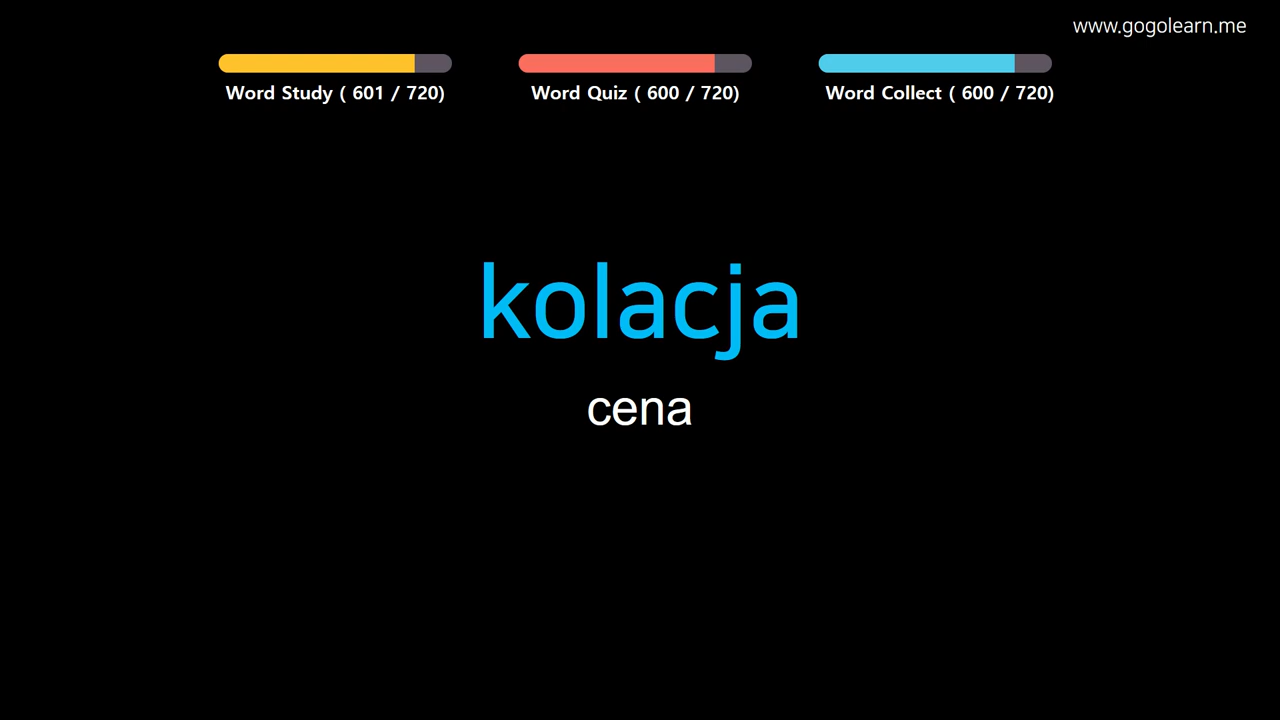 www.gogolearn.me
Word Study ( 601 / 720)
Word Quiz ( 600 / 720)
Word Collect ( 600 / 720)
kolacja
cena